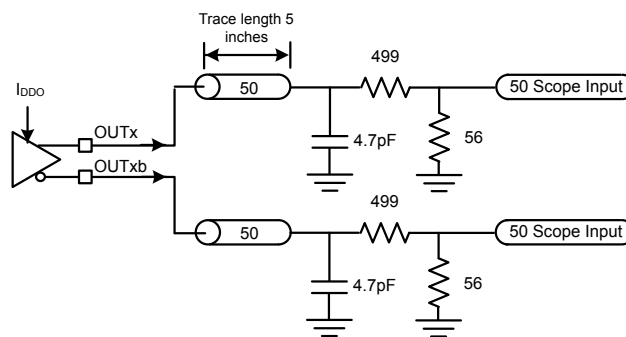 Trace length 5
inches
499
IDDO
50
50 Scope Input
OUTx
4.7pF
56
OUTxb
499
50
50 Scope Input
4.7pF
56